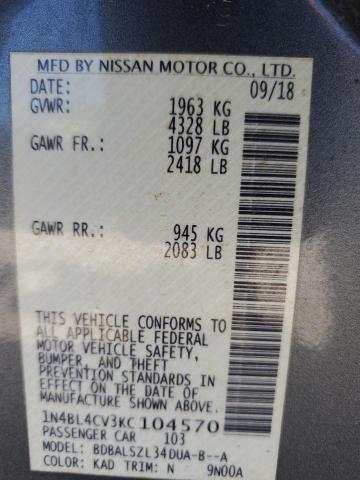 MFD BY NISSAN MOTOR CO., LTD.
DATE: 09/18
GVWR: 1963 KG
4328 LB
GAWR FR.: 1097 KG
2418 LB
GAWR RR.: 945 KG
2083 LB
THIS VEHICLE CONFORMS TO
ALL APPLICABLE FEDERAL
MOTOR VEHICLE SAFETY,
BUMPER, AND THEFT
PREVENTION STANDARDS IN
EFFECT ON THE DATE OF
MANUFACTURE SHOWN ABOVE.
1N4BL4CV3KC104570
PASSENGER CAR 103
MODEL: BDBALSZL34DUA-B--A
COLOR: KAD TRIM: N 9N00A